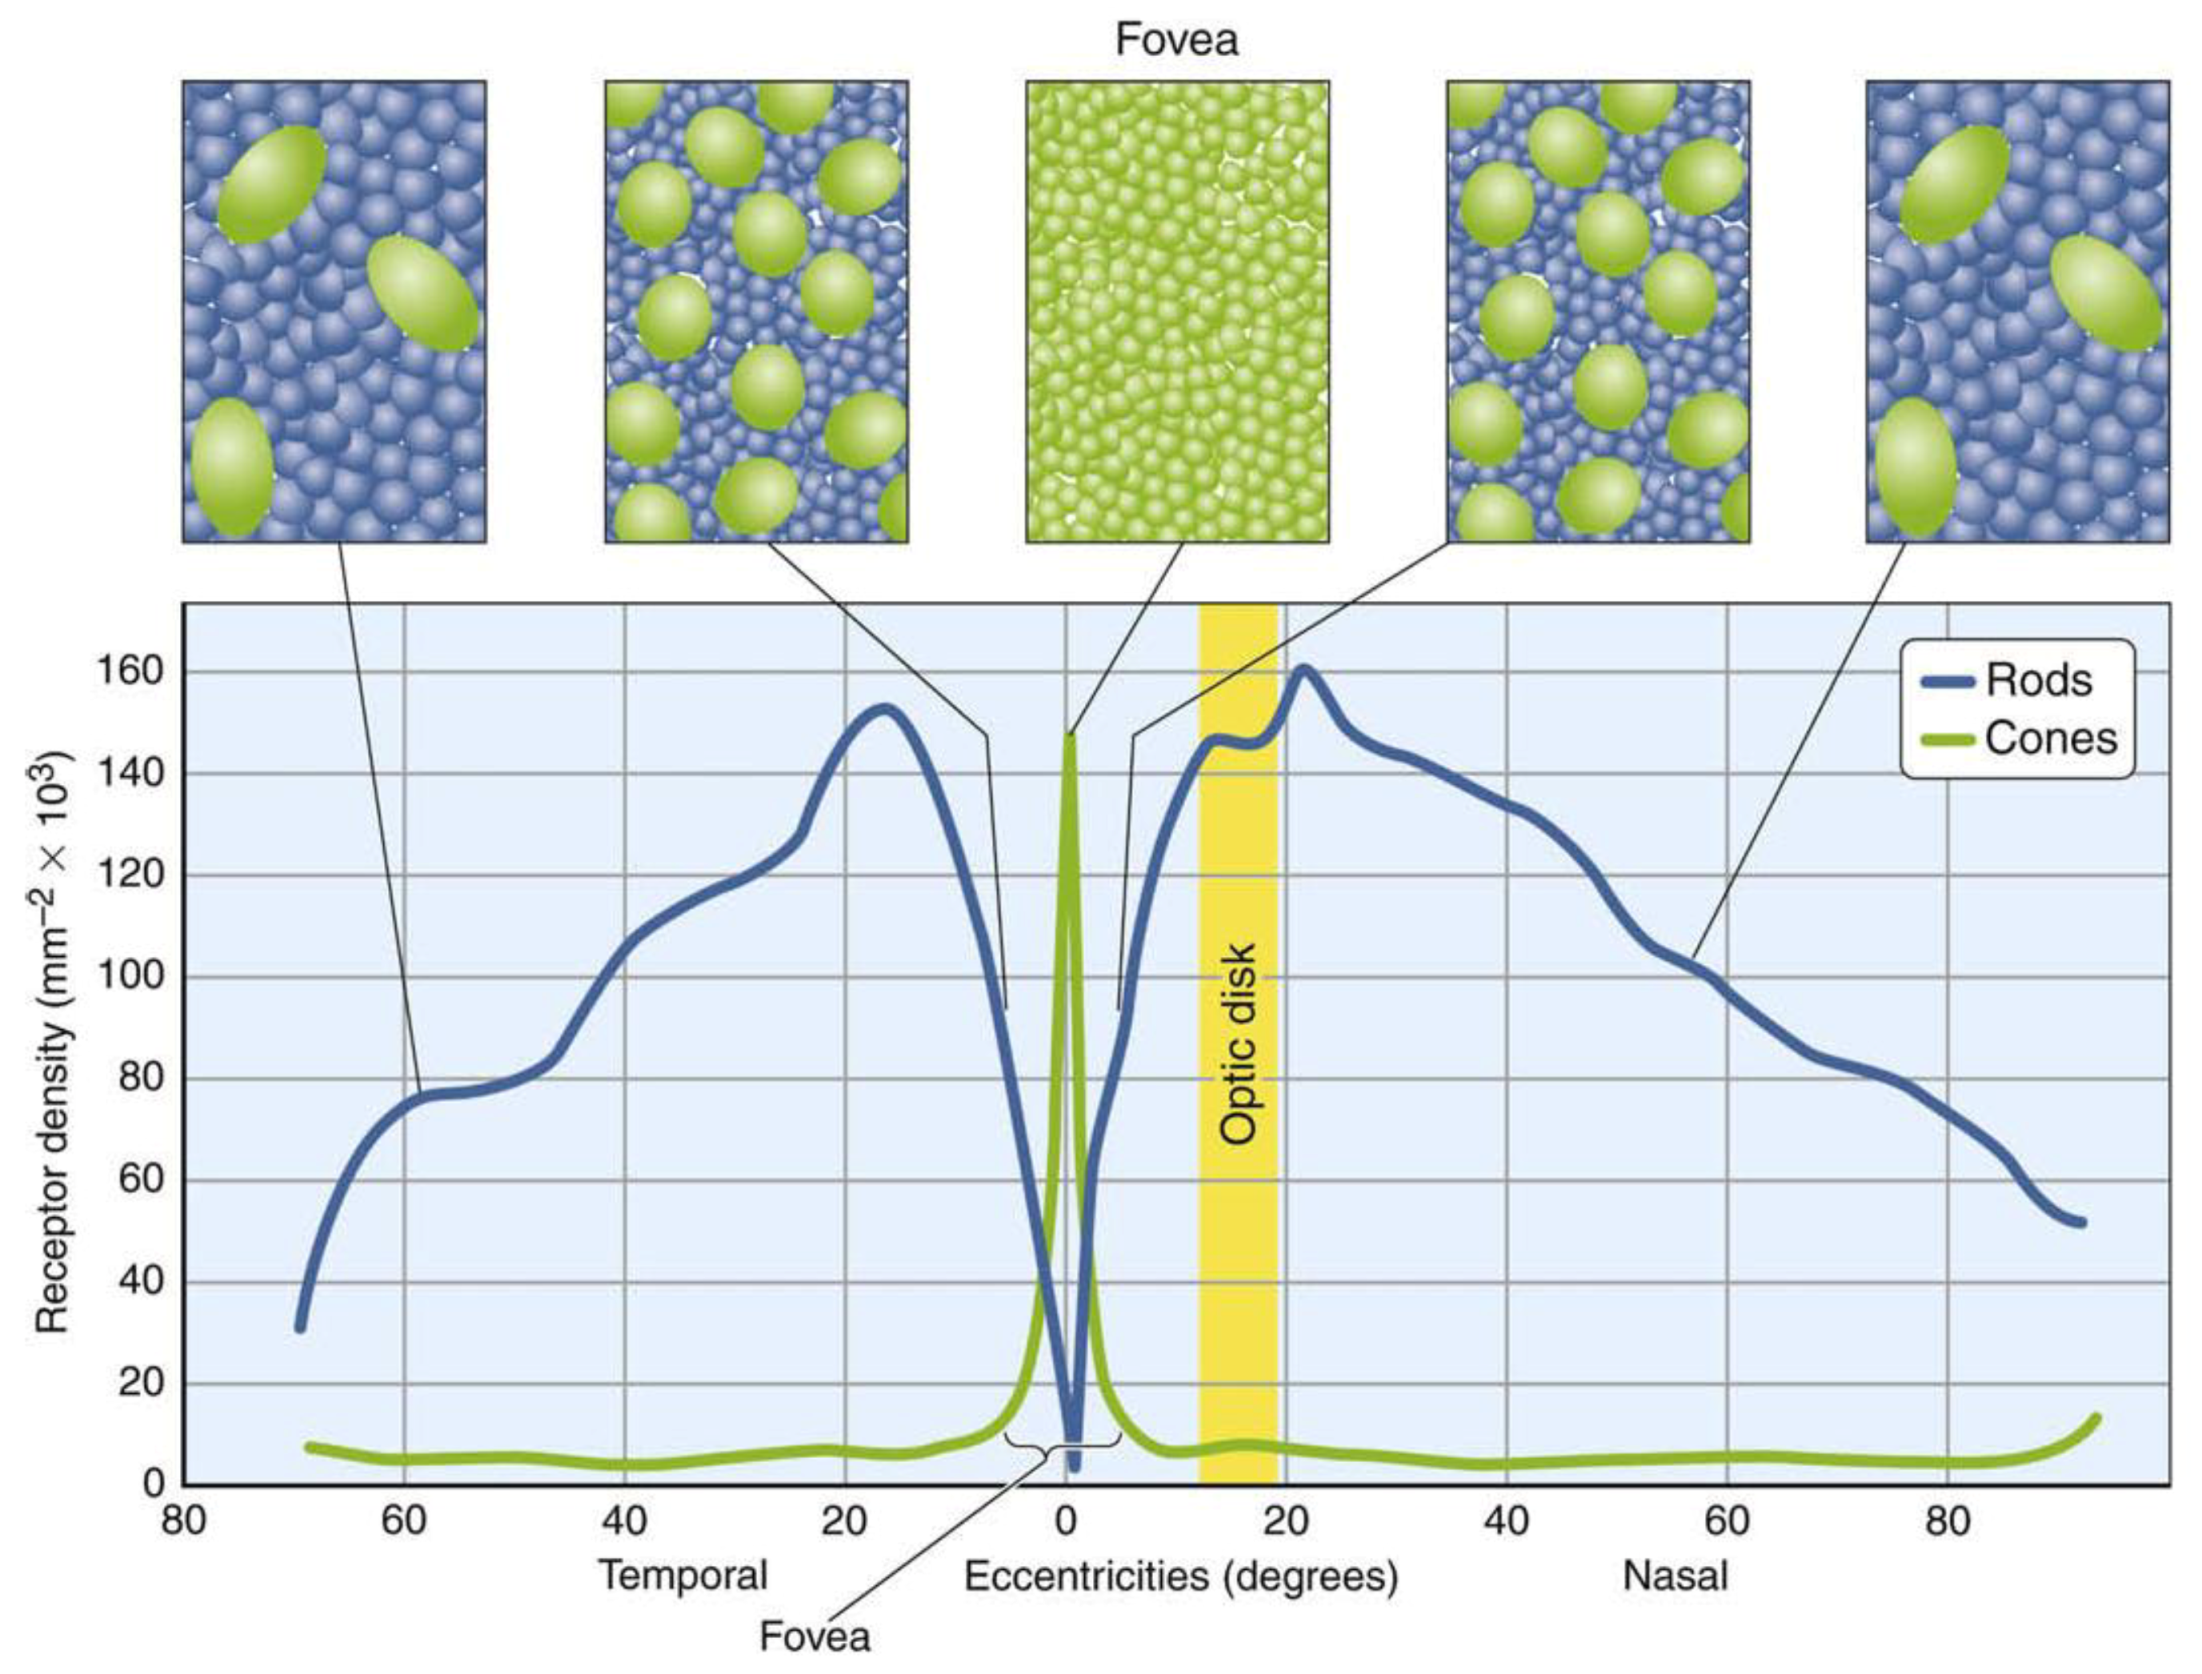 Fovea
Rods
Cones
Receptor density (mm⁻² × 10³)
160
140
120
100
80
60
40
20
0
Optic disk
80 60 40 20 0 20 40 60 80
Temporal Eccentricities (degrees) Nasal
Fovea